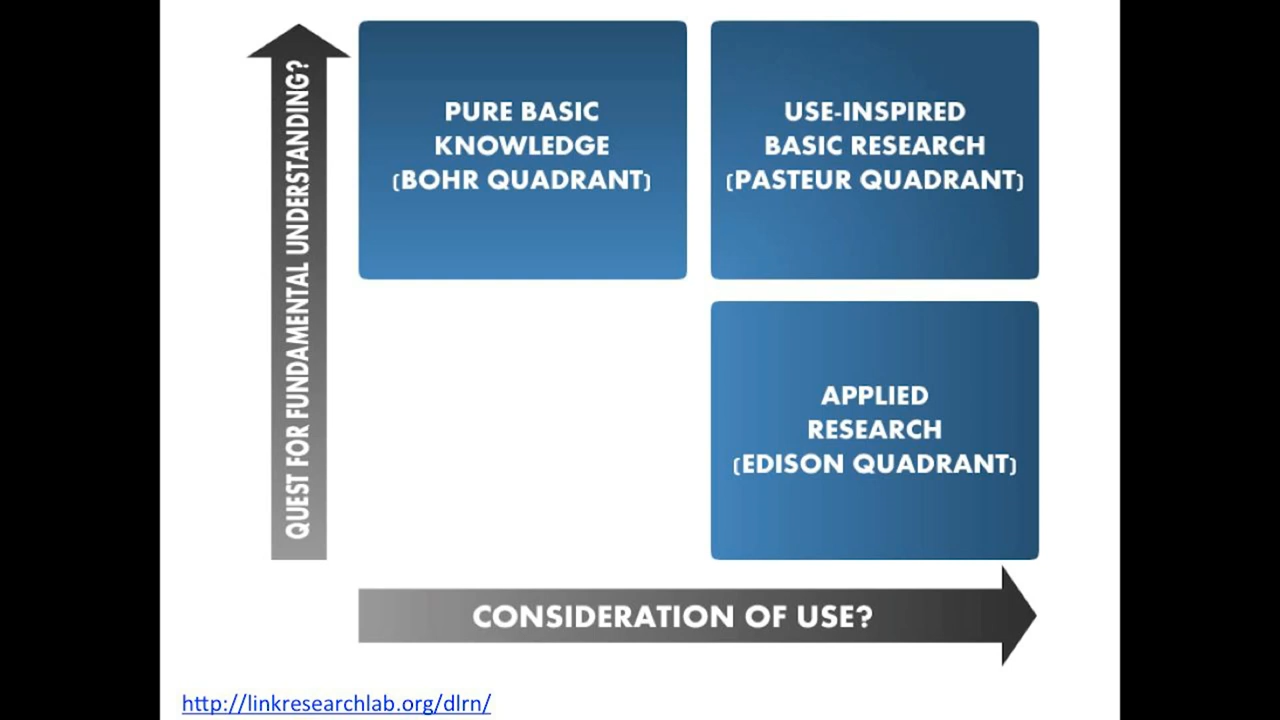 QUEST FOR FUNDAMENTAL UNDERSTANDING?
PURE BASIC
KNOWLEDGE
(BOHR QUADRANT)
USE-INSPIRED
BASIC RESEARCH
(PASTEUR QUADRANT)
APPLIED
RESEARCH
(EDISON QUADRANT)
CONSIDERATION OF USE?
http://linkresearchlab.org/dlrn/